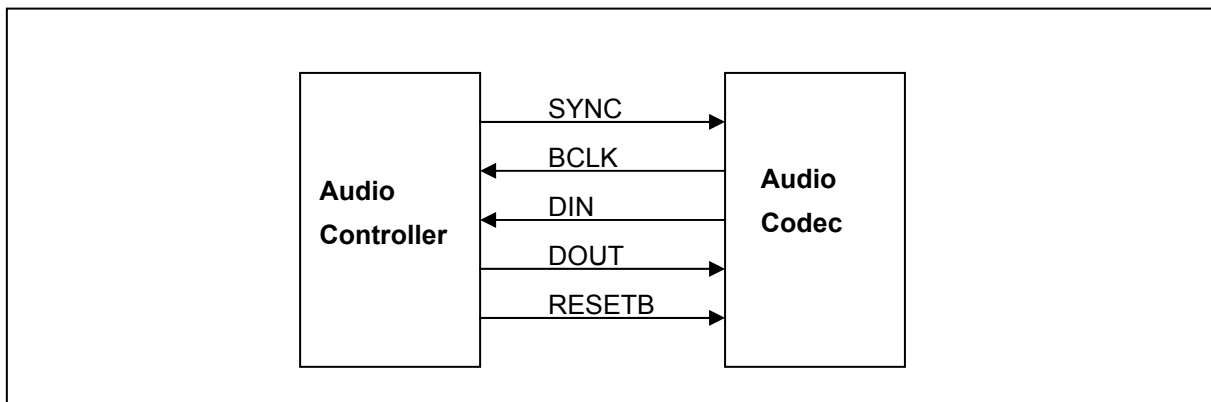 Audio
Controller
SYNC
BCLK
DIN
DOUT
RESETB
Audio
Codec